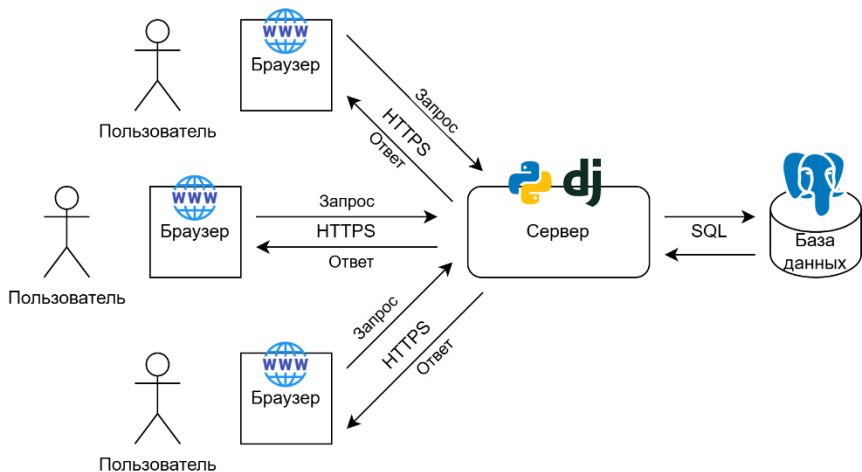 WWW
Браузер
Пользователь
Запрос
HTTPS
Ответ
WWW
Браузер
Пользователь
Запрос
HTTPS
Ответ
dj
Сервер
SQL
База
данных
WWW
Браузер
Пользователь
Запрос
HTTPS
Ответ